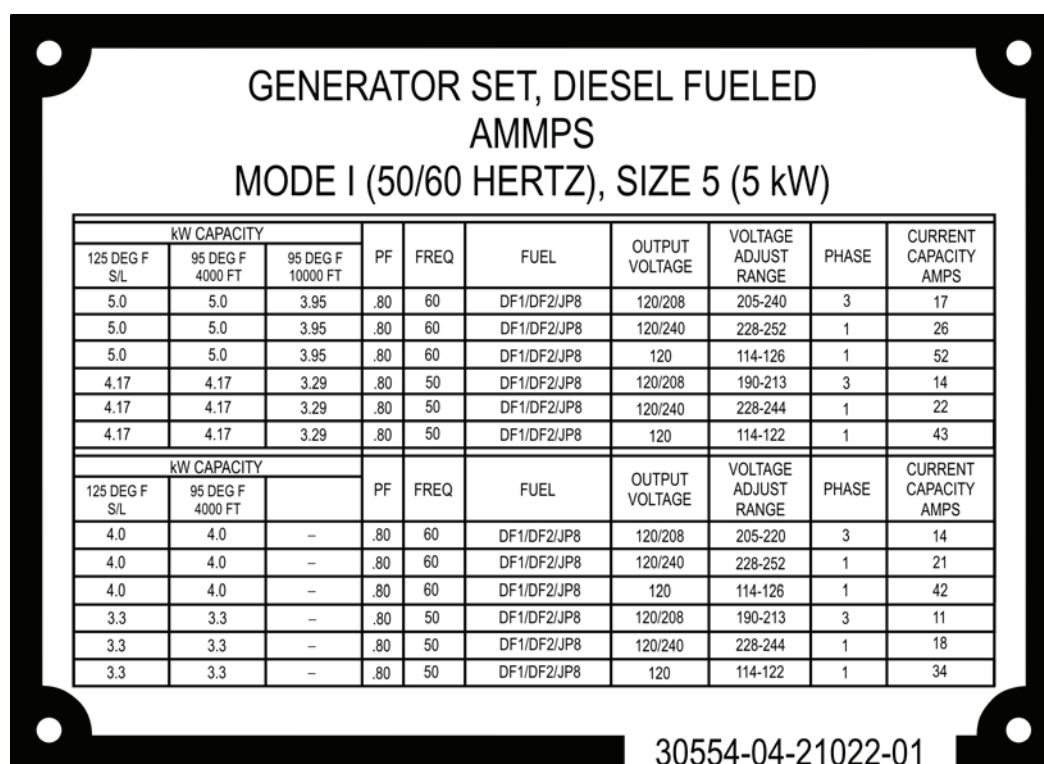 GENERATOR SET, DIESEL FUELED
AMMPS
MODE I (50/60 HERTZ), SIZE 5 (5 kW)
kW CAPACITY PF FREQ FUEL OUTPUT VOLTAGE VOLTAGE ADJUST RANGE PHASE CURRENT CAPACITY AMPS
125 DEG F S/L 95 DEG F 4000 FT 95 DEG F 10000 FT
5.0 5.0 3.95 .80 60 DF1/DF2/JP8 120/208 205-240 3 17
5.0 5.0 3.95 .80 60 DF1/DF2/JP8 120/240 228-252 1 26
5.0 5.0 3.95 .80 60 DF1/DF2/JP8 120 114-126 1 52
4.17 4.17 3.29 .80 50 DF1/DF2/JP8 120/208 190-213 3 14
4.17 4.17 3.29 .80 50 DF1/DF2/JP8 120/240 228-244 1 22
4.17 4.17 3.29 .80 50 DF1/DF2/JP8 120 114-122 1 43
kW CAPACITY PF FREQ FUEL OUTPUT VOLTAGE VOLTAGE ADJUST RANGE PHASE CURRENT CAPACITY AMPS
125 DEG F S/L 95 DEG F 4000 FT
4.0 4.0 – .80 60 DF1/DF2/JP8 120/208 205-220 3 14
4.0 4.0 – .80 60 DF1/DF2/JP8 120/240 228-252 1 21
4.0 4.0 – .80 60 DF1/DF2/JP8 120 114-126 1 42
3.3 3.3 – .80 50 DF1/DF2/JP8 120/208 190-213 3 11
3.3 3.3 – .80 50 DF1/DF2/JP8 120/240 228-244 1 18
3.3 3.3 – .80 50 DF1/DF2/JP8 120 114-122 1 34
30554-04-21022-01